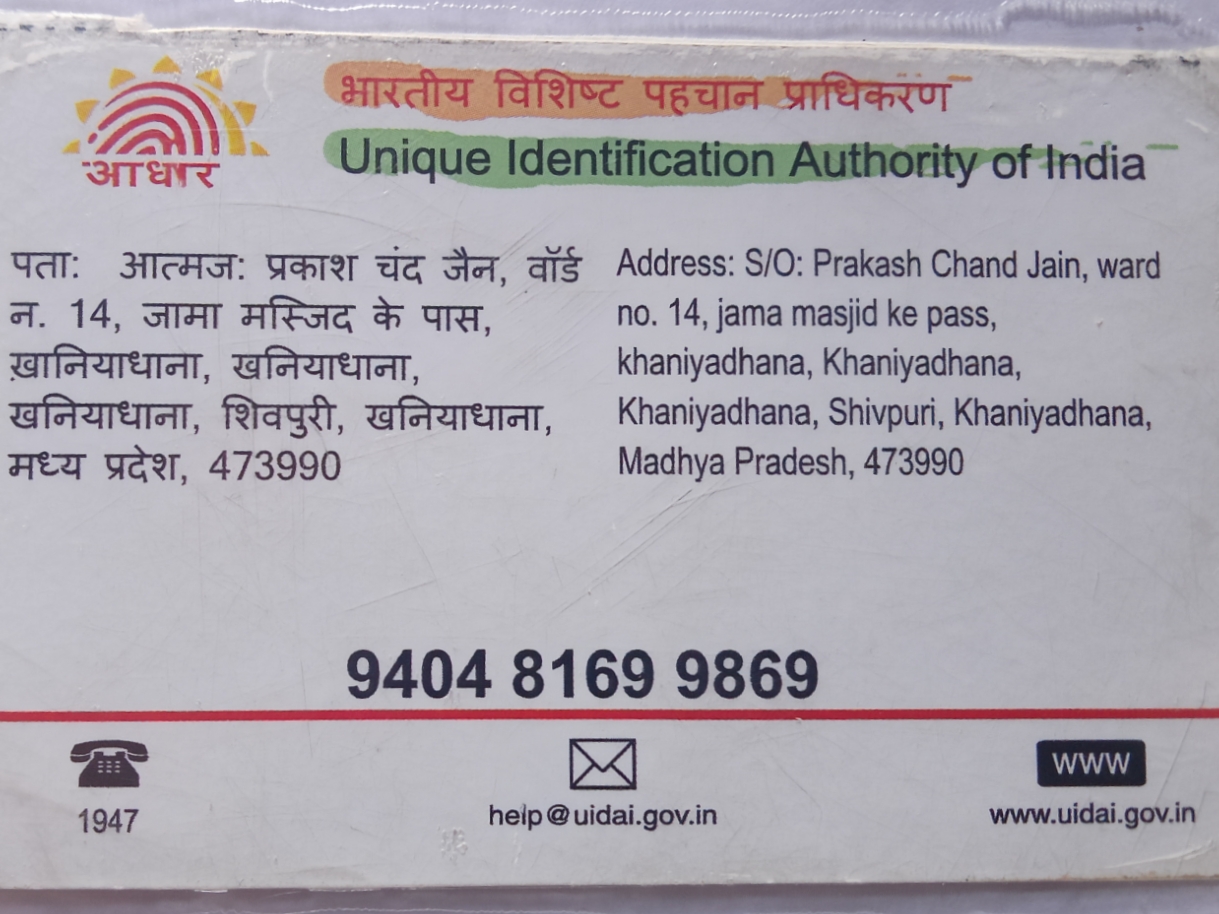 भारतीय विशिष्ट पहचान प्राधिकरण
Unique Identification Authority of India
आधार
पता: आत्मज: प्रकाश चंद जैन, वॉर्ड
न. 14, जामा मस्जिद के पास,
ख़ानियाधाना, खनियाधाना,
खनियाधाना, शिवपुरी, खनियाधाना,
मध्य प्रदेश, 473990
Address: S/O: Prakash Chand Jain, ward
no. 14, jama masjid ke pass,
khaniyadhana, Khaniyadhana,
Khaniyadhana, Shivpuri, Khaniyadhana,
Madhya Pradesh, 473990
9404 8169 9869
1947
help@uidai.gov.in
www
www.uidai.gov.in